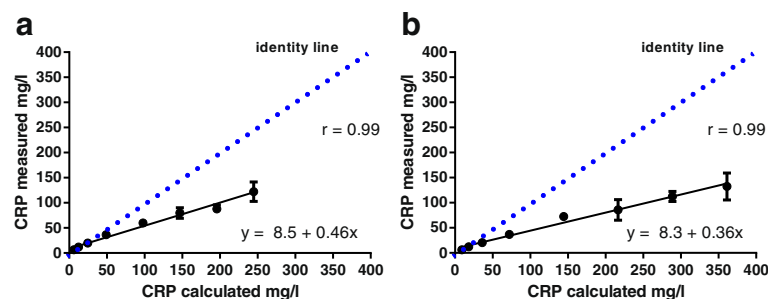 a
identity line
400
350
300
250
200
150
100
50
0
CRP measured mg/l
r = 0.99
y = 8.5 + 0.46x
0 50 100 150 200 250 300 350 400
CRP calculated mg/l
b
identity line
400
350
300
250
200
150
100
50
0
CRP measured mg/l
r = 0.99
y = 8.3 + 0.36x
0 50 100 150 200 250 300 350 400
CRP calculated mg/l